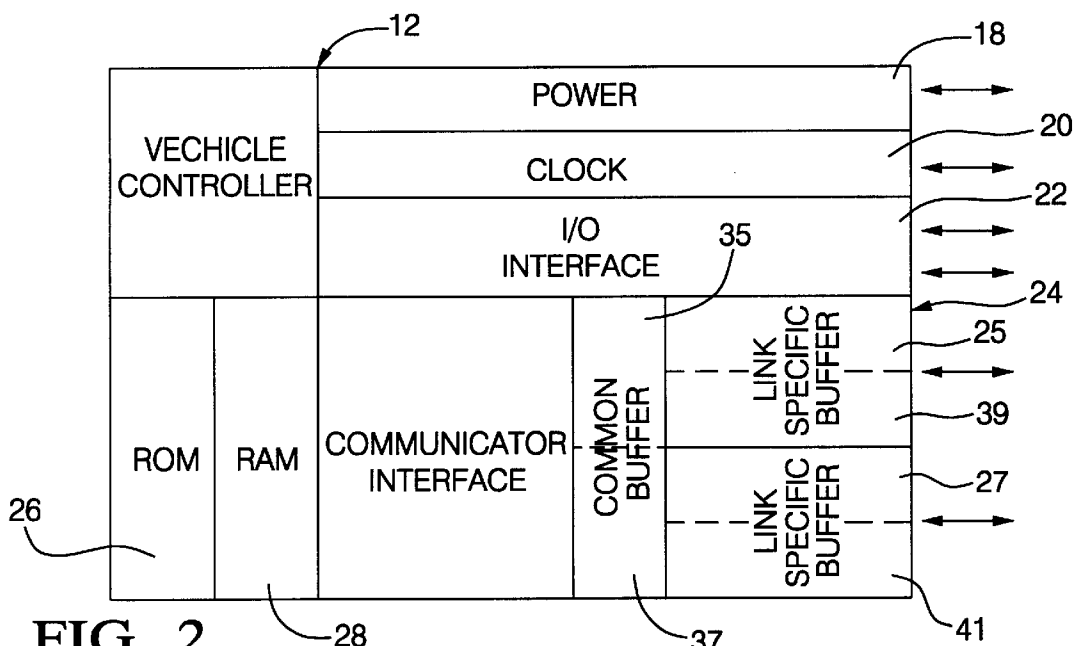 12
18
POWER
20
VECHICLE
CONTROLLER
CLOCK
22
I/O
INTERFACE
35
24
25
LINK
SPECIFIC
BUFFER
39
ROM
RAM
COMMUNICATOR
INTERFACE
COMMON
BUFFER
27
LINK
SPECIFIC
BUFFER
26
41
FIG. 2
28
37